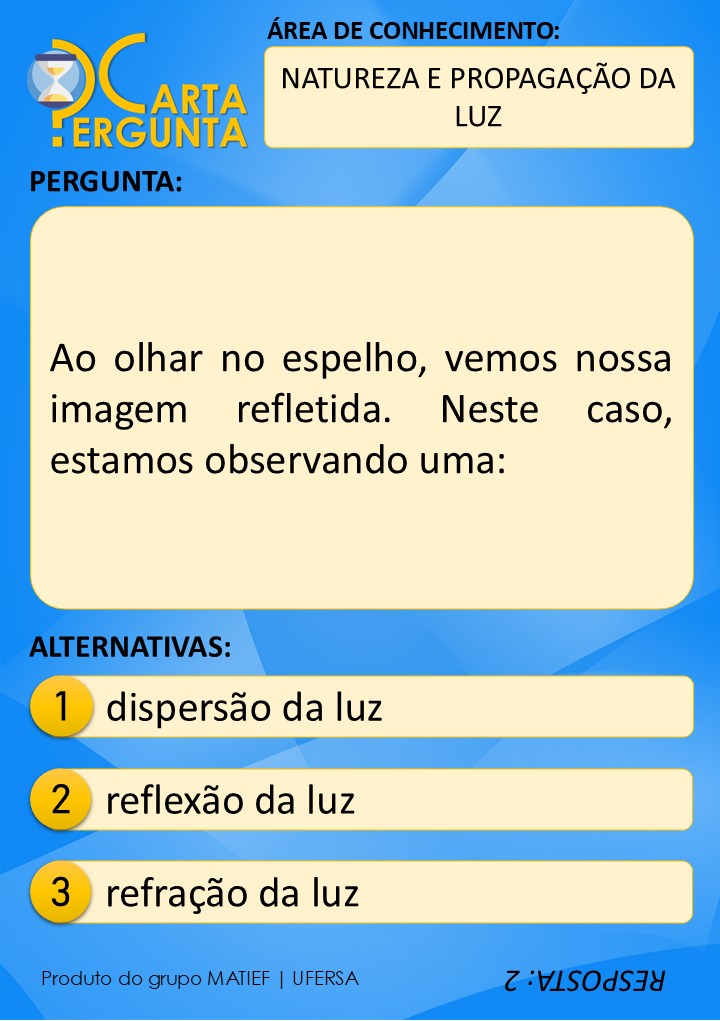 ÁREA DE CONHECIMENTO:
CARTA
PERGUNTA
NATUREZA E PROPAGAÇÃO DA
LUZ
PERGUNTA:
Ao olhar no espelho, vemos nossa
imagem refletida. Neste caso,
estamos observando uma:
ALTERNATIVAS:
1 dispersão da luz
2 reflexão da luz
3 refração da luz
Produto do grupo MATIEF | UFERSA
RESPOSTA: 2